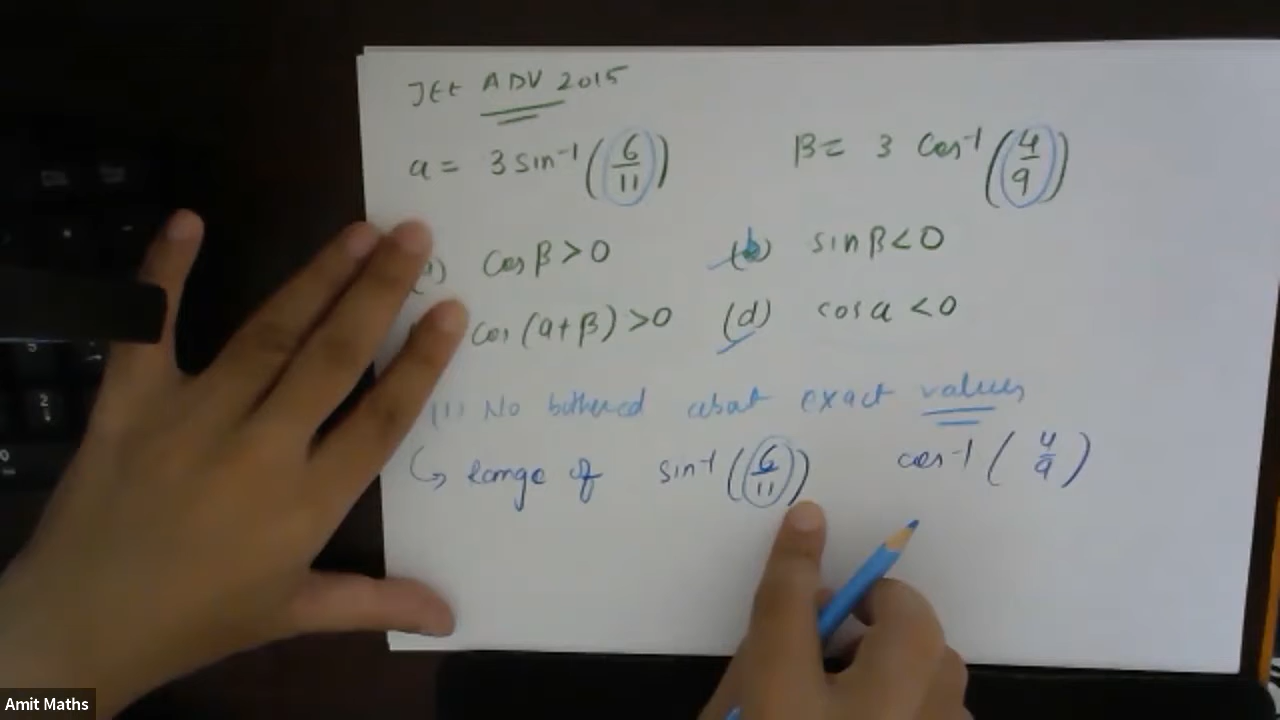 JEE ADV 2015
α = 3 sin⁻¹(6/11) β = 3 cos⁻¹(4/9)
cos β > 0 (b) sin β < 0
cos (α + β) > 0 (d) cos α < 0
(1) No bothered about exact values
↪ Range of sin⁻¹(6/11) cos⁻¹(4/9)
Amit Maths